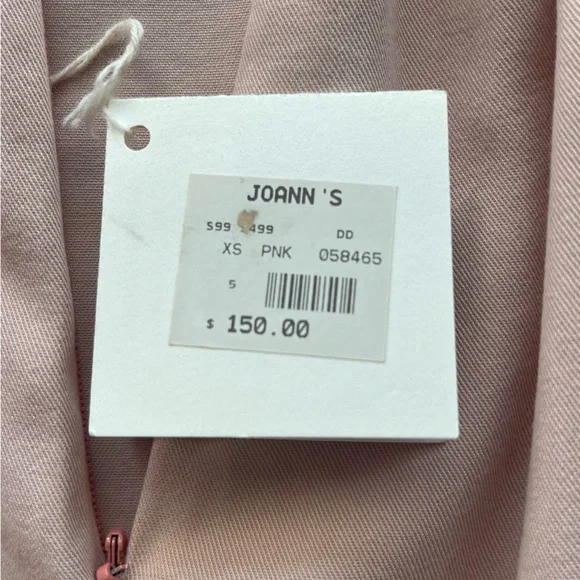 JOANN'S
S99 499 DD
XS PNK 058465
5
$ 150.00